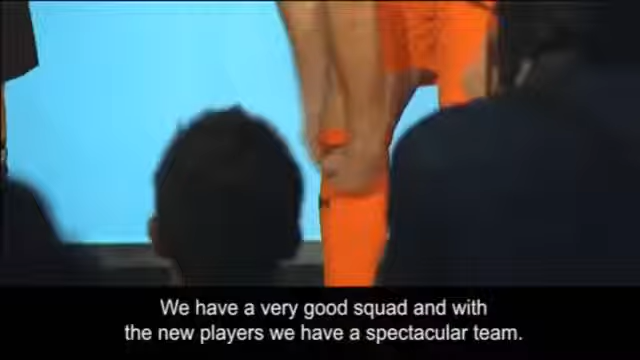 We have a very good squad and with
the new players we have a spectacular team.